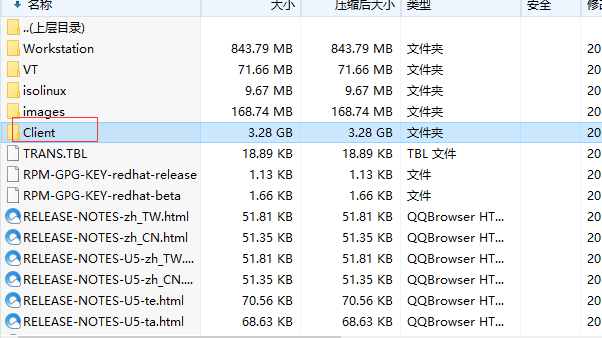 名称 大小 压缩后大小 类型 安全
..(上层目录)
Workstation 843.79 MB 843.79 MB 文件夹 20
VT 71.66 MB 71.66 MB 文件夹 20
isolinux 9.67 MB 9.67 MB 文件夹 20
images 168.74 MB 168.74 MB 文件夹 20
Client 3.28 GB 3.28 GB 文件夹 20
TRANS.TBL 18.89 KB 18.89 KB TBL 文件 20
RPM-GPG-KEY-redhat-release 1.13 KB 1.13 KB 文件 20
RPM-GPG-KEY-redhat-beta 1.66 KB 1.66 KB 文件 20
RELEASE-NOTES-zh_TW.html 51.81 KB 51.81 KB QQBrowser HT... 20
RELEASE-NOTES-zh_CN.html 51.35 KB 51.35 KB QQBrowser HT... 20
RELEASE-NOTES-U5-zh_TW.... 51.81 KB 51.81 KB QQBrowser HT... 20
RELEASE-NOTES-U5-zh_CN.... 51.35 KB 51.35 KB QQBrowser HT... 20
RELEASE-NOTES-U5-te.html 70.56 KB 70.56 KB QQBrowser HT... 20
RELEASE-NOTES-U5-ta.html 68.63 KB 68.63 KB QQBrowser HT... 20